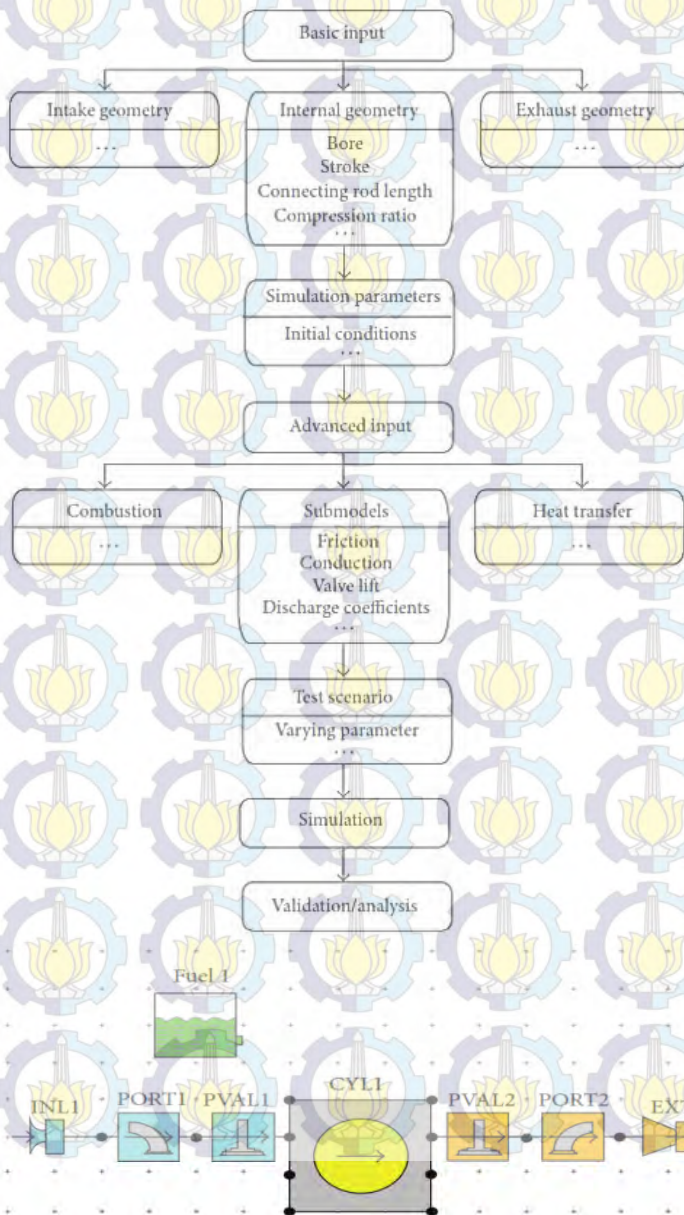 Basic input
Intake geometry
...
Internal geometry
Bore
Stroke
Connecting rod length
Compression ratio
...
Exhaust geometry
...
Simulation parameters
Initial conditions
...
Advanced input
Combustion
...
Submodels
Friction
Conduction
Valve lift
Discharge coefficients
...
Heat transfer
...
Test scenario
Varying parameter
...
Simulation
Validation/analysis
Fuel 1
INL1
PORT1
PVAL1
CYL1
PVAL2
PORT2
EXT